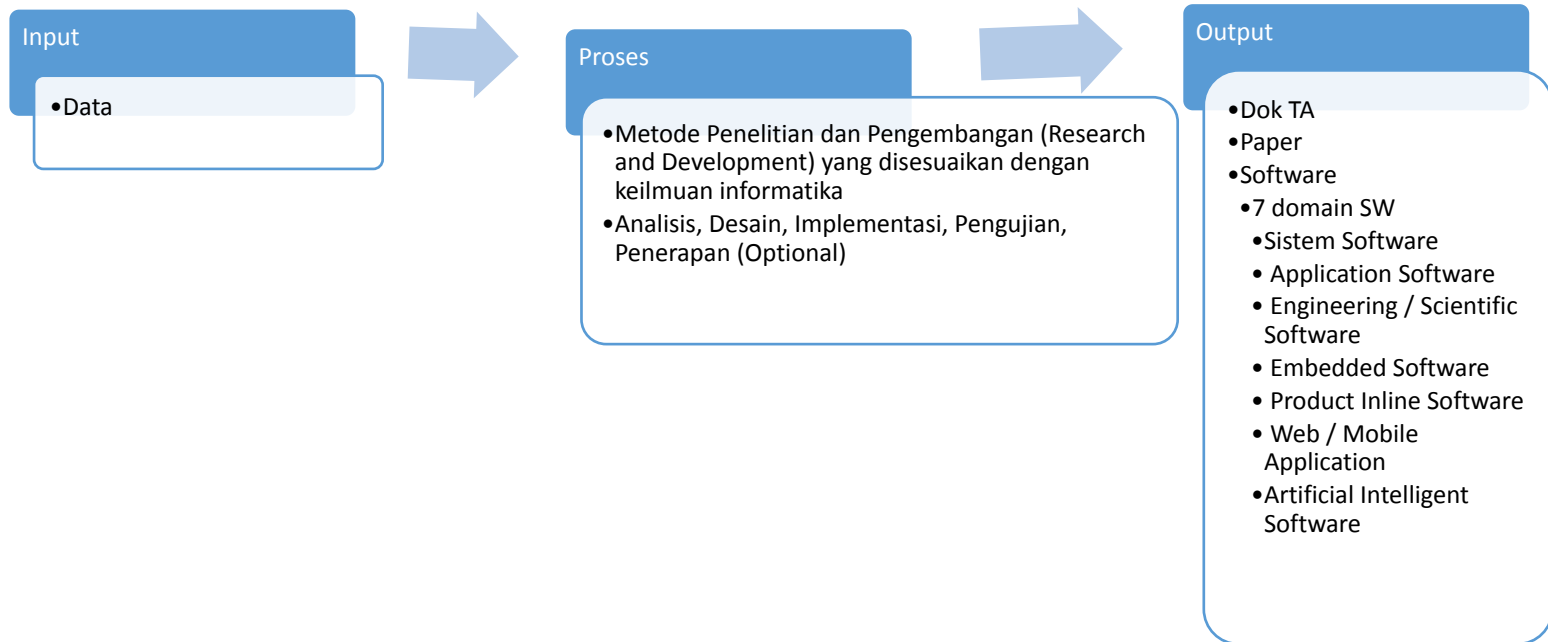 Input
•Data
Proses
•Metode Penelitian dan Pengembangan (Research
and Development) yang disesuaikan dengan
keilmuan informatika
•Analisis, Desain, Implementasi, Pengujian,
Penerapan (Optional)
Output
•Dok TA
•Paper
•Software
•7 domain SW
•Sistem Software
• Application Software
• Engineering / Scientific
Software
• Embedded Software
• Product Inline Software
• Web / Mobile
Application
•Artificial Intelligent
Software